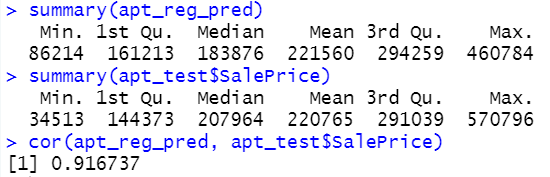 > summary(apt_reg_pred)
Min. 1st Qu. Median Mean 3rd Qu. Max.
86214 161213 183876 221560 294259 460784
> summary(apt_test$SalePrice)
Min. 1st Qu. Median Mean 3rd Qu. Max.
34513 144373 207964 220765 291039 570796
> cor(apt_reg_pred, apt_test$SalePrice)
[1] 0.916737